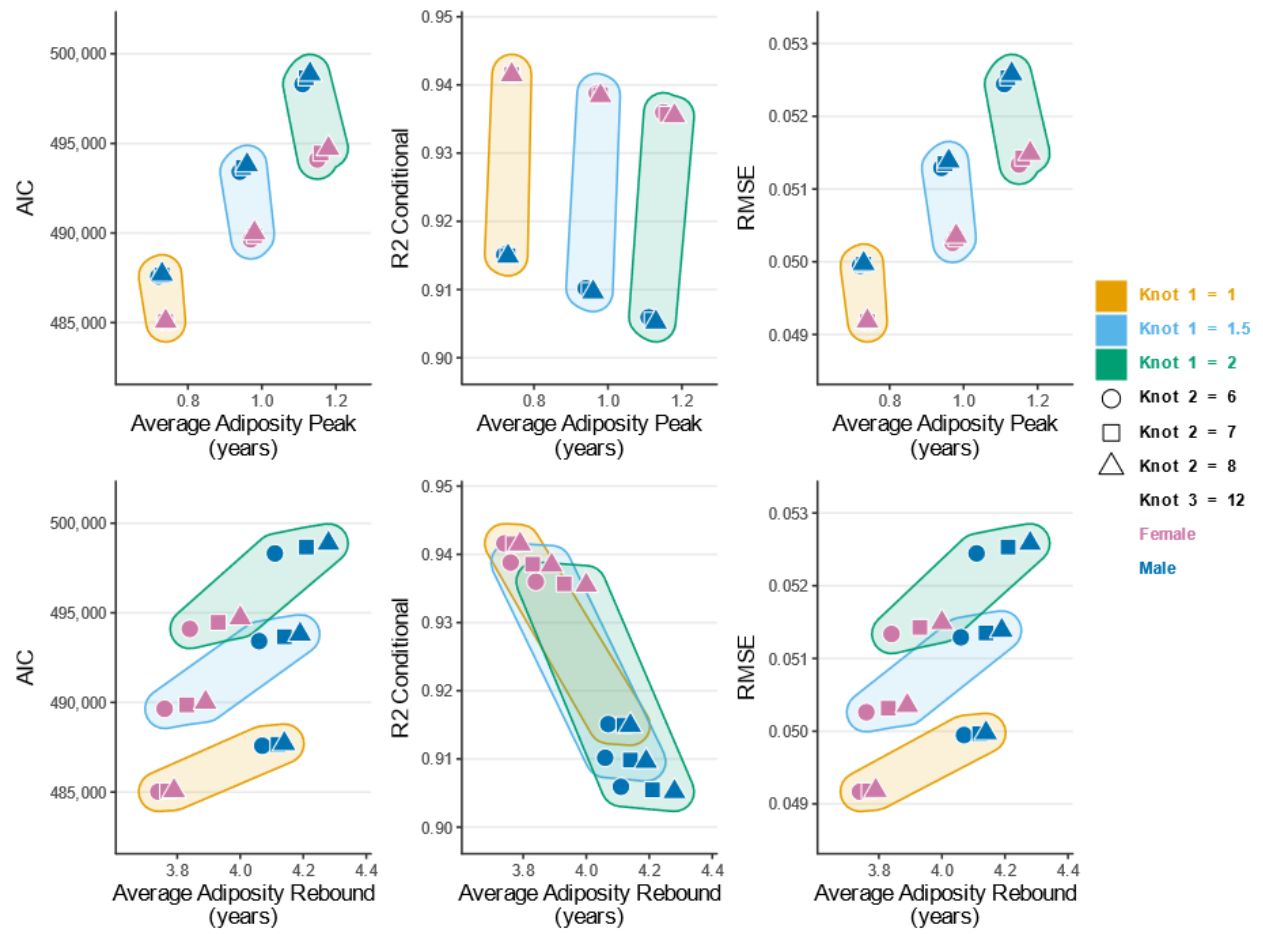 AIC
500,000
495,000
490,000
485,000
0.8
1.0
1.2
Average Adiposity Peak
(years)
R2 Conditional
0.95
0.94
0.93
0.92
0.91
0.90
0.8
1.0
1.2
Average Adiposity Peak
(years)
RMSE
0.053
0.052
0.051
0.050
0.049
0.8
1.0
1.2
Average Adiposity Peak
(years)
AIC
500,000
495,000
490,000
485,000
3.8
4.0
4.2
4.4
Average Adiposity Rebound
(years)
R2 Conditional
0.95
0.94
0.93
0.92
0.91
0.90
3.8
4.0
4.2
4.4
Average Adiposity Rebound
(years)
RMSE
0.053
0.052
0.051
0.050
0.049
3.8
4.0
4.2
4.4
Average Adiposity Rebound
(years)
Knot 1 = 1
Knot 1 = 1.5
Knot 1 = 2
Knot 2 = 6
Knot 2 = 7
Knot 2 = 8
Knot 3 = 12
Female
Male